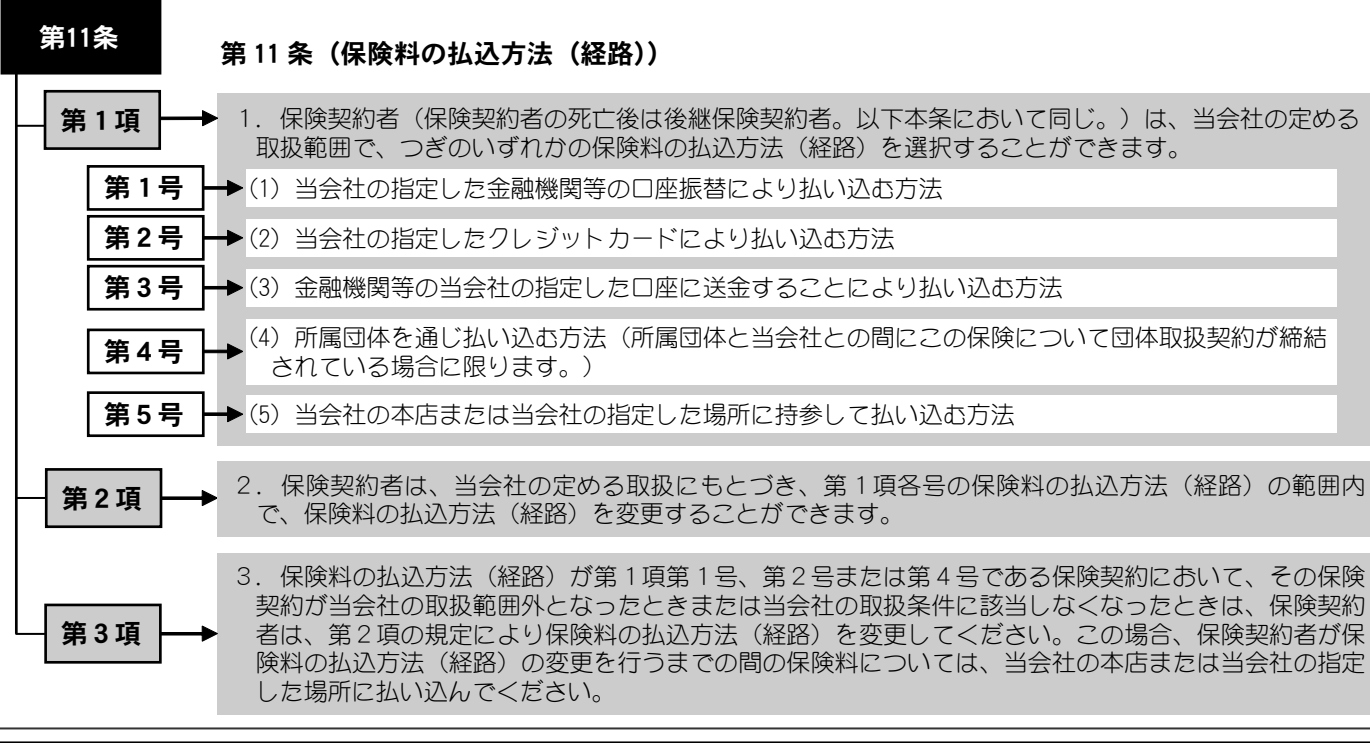 第11条
第 11 条（保険料の払込方法（経路））
第１項
１．保険契約者（保険契約者の死亡後は後継保険契約者。以下本条において同じ。）は、当会社の定める
取扱範囲で、つぎのいずれかの保険料の払込方法（経路）を選択することができます。
第１号
(1) 当会社の指定した金融機関等の口座振替により払い込む方法
第２号
(2) 当会社の指定したクレジットカードにより払い込む方法
第３号
(3) 金融機関等の当会社の指定した口座に送金することにより払い込む方法
第４号
(4) 所属団体を通じ払い込む方法（所属団体と当会社との間にこの保険について団体取扱契約が締結
されている場合に限ります。）
第５号
(5) 当会社の本店または当会社の指定した場所に持参して払い込む方法
第２項
２．保険契約者は、当会社の定める取扱にもとづき、第１項各号の保険料の払込方法（経路）の範囲内
で、保険料の払込方法（経路）を変更することができます。
第３項
３．保険料の払込方法（経路）が第１項第１号、第２号または第４号である保険契約において、その保険
契約が当会社の取扱範囲外となったときまたは当会社の取扱条件に該当しなくなったときは、保険契約
者は、第２項の規定により保険料の払込方法（経路）を変更してください。この場合、保険契約者が保
険料の払込方法（経路）の変更を行うまでの間の保険料については、当会社の本店または当会社の指定
した場所に払い込んでください。